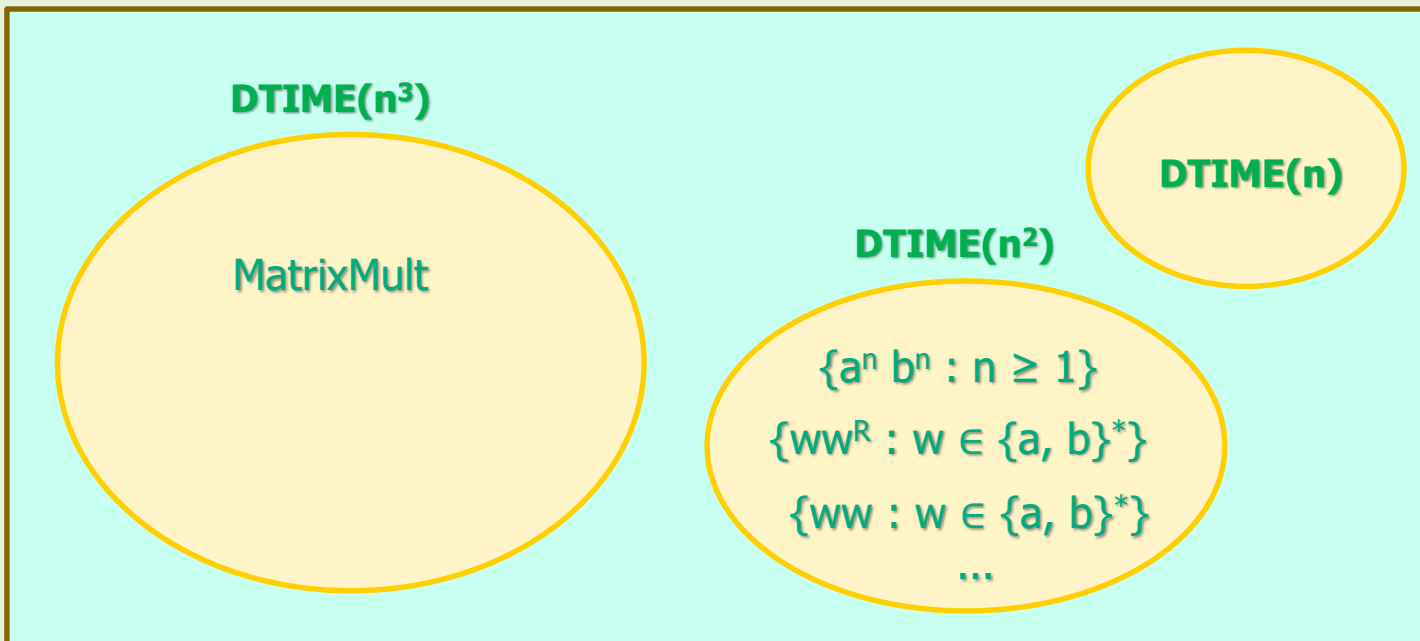 DTIME(n³)
MatrixMult
DTIME(n²)
{aⁿ bⁿ : n ≥ 1}
{wwᴿ : w ∈ {a, b}*}
{ww : w ∈ {a, b}*}
...
DTIME(n)